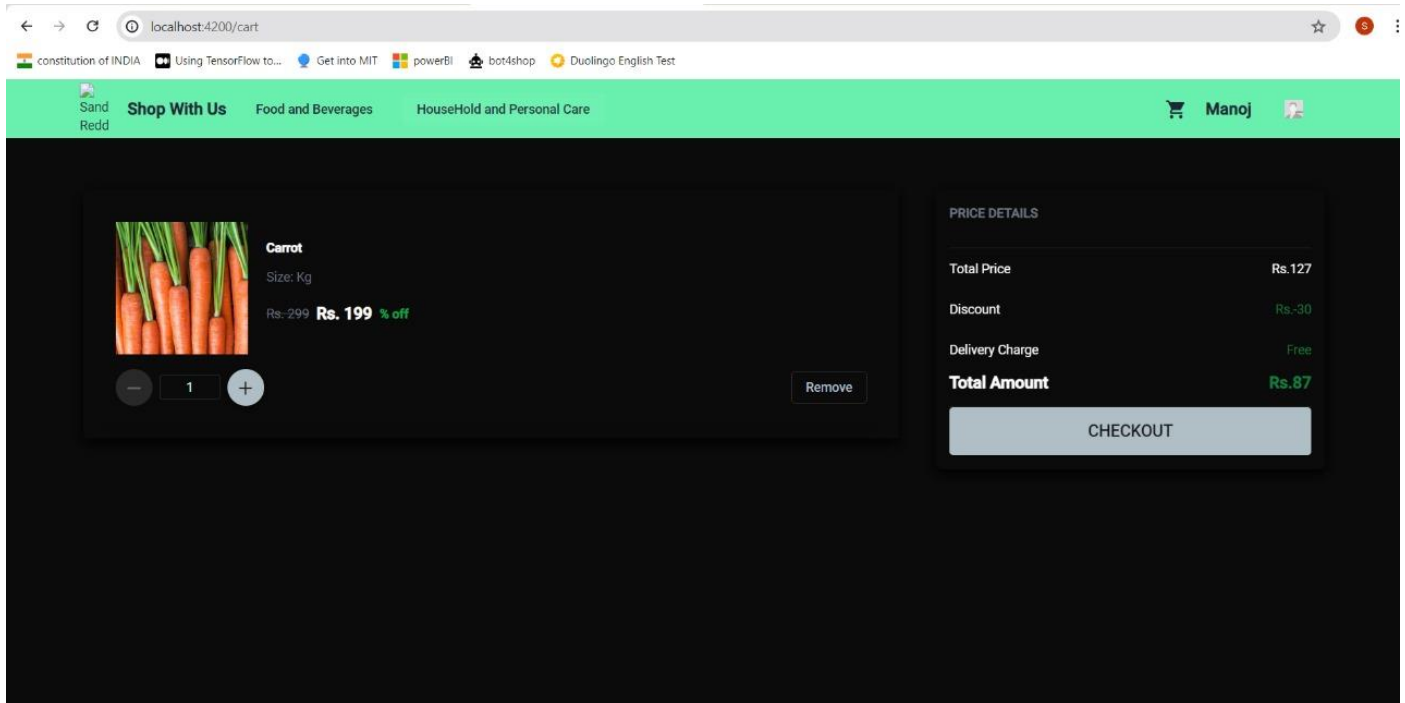 localhost:4200/cart
S
constitution of INDIA Using TensorFlow to... Get into MIT powerBI bot4shop Duolingo English Test
Sand
Redd
Shop With Us Food and Beverages HouseHold and Personal Care Manoj
Carrot
Size: Kg
Rs. 299 Rs. 199 % off
1
Remove
PRICE DETAILS
Total Price Rs.127
Discount Rs.-30
Delivery Charge Free
Total Amount Rs.87
CHECKOUT